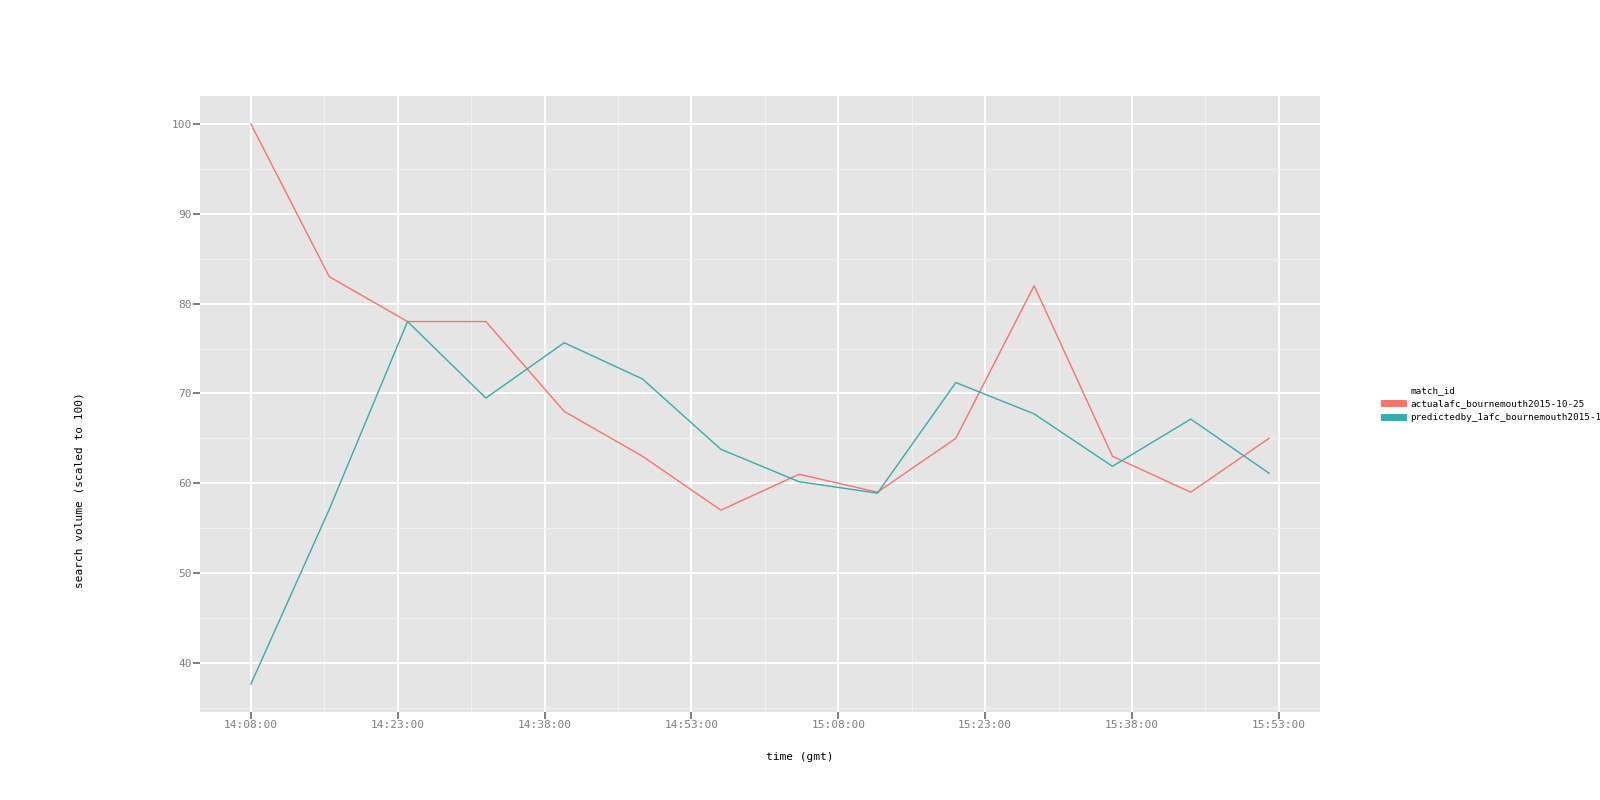 100
90
80
70
60
50
40
search volume (scaled to 100)
14:08:00 14:23:00 14:38:00 14:53:00 15:08:00 15:23:00 15:38:00 15:53:00
time (gmt)
match_id
actualafc_bournemouth2015-10-25
predictedby_1afc_bournemouth2015-1